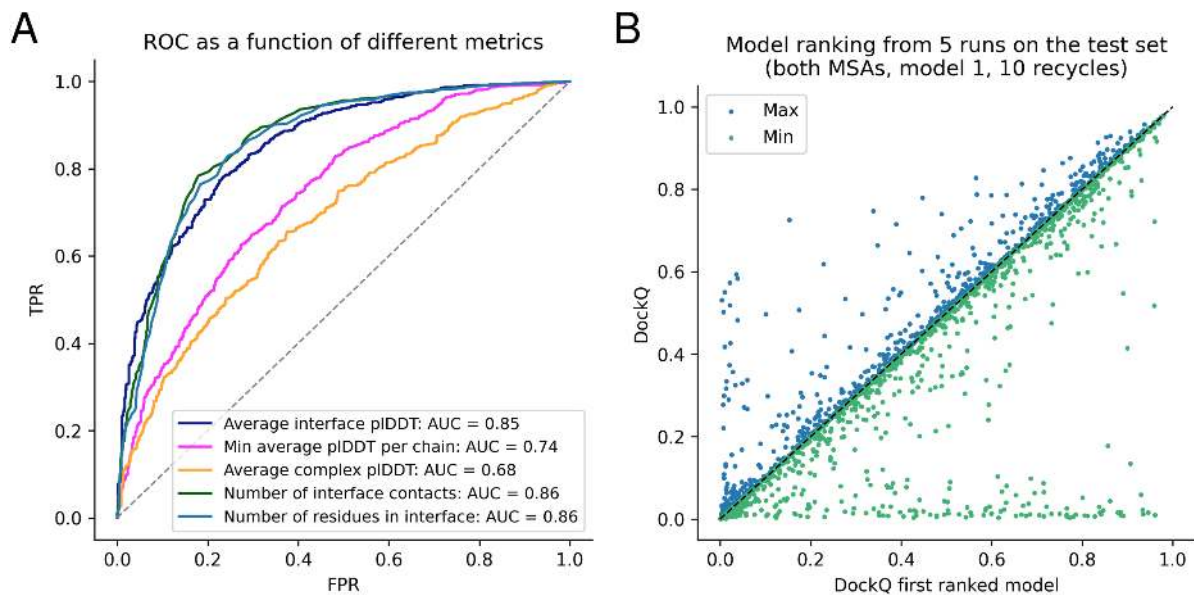 A
ROC as a function of different metrics
1.0
0.8
0.6
0.4
0.2
0.0
TPR
0.0 0.2 0.4 0.6 0.8 1.0
FPR
Average interface plDDT: AUC = 0.85
Min average plDDT per chain: AUC = 0.74
Average complex plDDT: AUC = 0.68
Number of interface contacts: AUC = 0.86
Number of residues in interface: AUC = 0.86
B
Model ranking from 5 runs on the test set
(both MSAs, model 1, 10 recycles)
Max
Min
1.0
0.8
0.6
0.4
0.2
0.0
DockQ
0.0 0.2 0.4 0.6 0.8 1.0
DockQ first ranked model